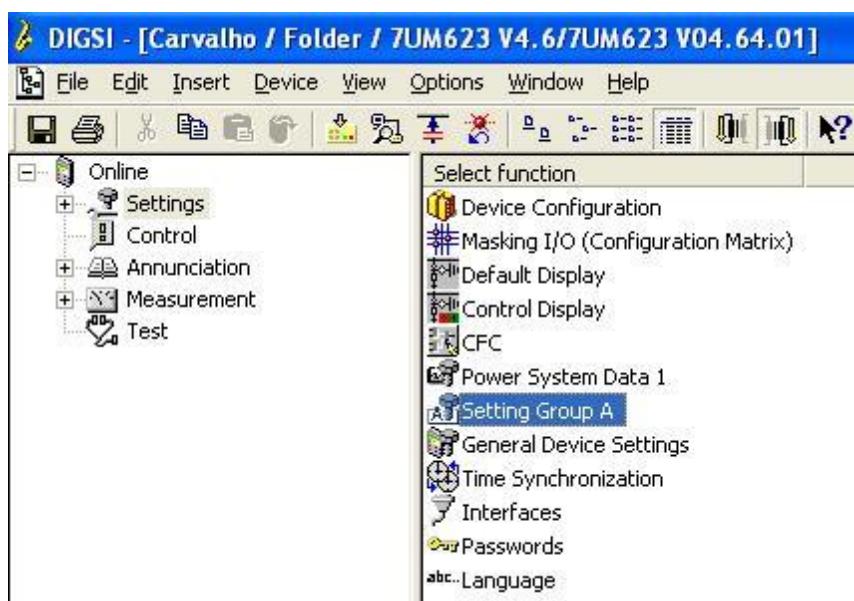 DIGSI - [Carvalho / Folder / 7UM623 V4.6/7UM623 V04.64.01]
File Edit Insert Device View Options Window Help
Online
Settings
Control
Annunciation
Measurement
Test
Select function
Device Configuration
Masking I/O (Configuration Matrix)
Default Display
Control Display
CFC
Power System Data 1
Setting Group A
General Device Settings
Time Synchronization
Interfaces
Passwords
abc.. Language